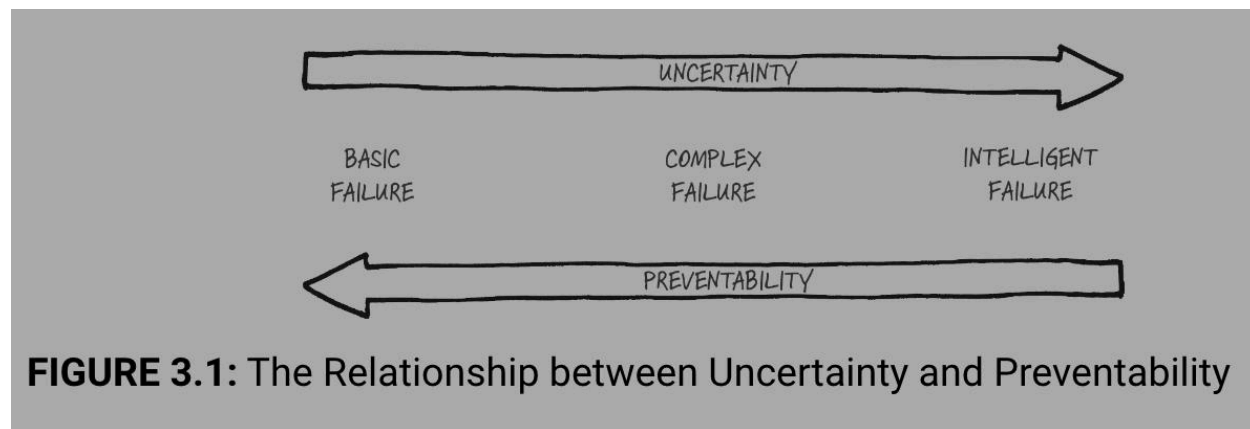 UNCERTAINTY
BASIC
FAILURE
COMPLEX
FAILURE
INTELLIGENT
FAILURE
PREVENTABILITY
FIGURE 3.1: The Relationship between Uncertainty and Preventability